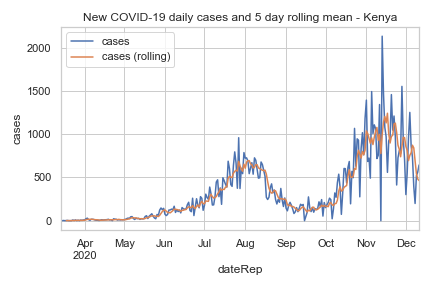 New COVID-19 daily cases and 5 day rolling mean - Kenya
cases
cases (rolling)
2000
1500
1000
500
0
cases
Apr May Jun Jul Aug Sep Oct Nov Dec
2020
dateRep